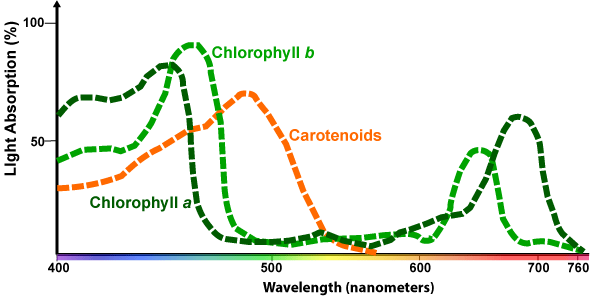 100
Chlorophyll b
LIght Absorption (%)
50
Carotenoids
Chlorophyll a
400 500 600 700 760
Wavelength (nanometers)